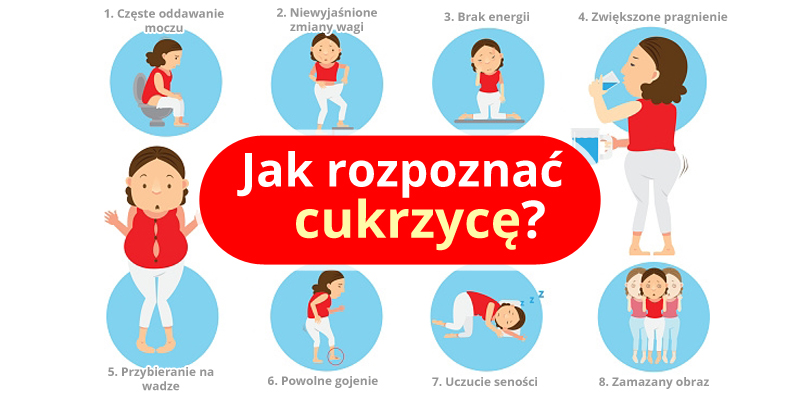 1. Częste oddawanie
moczu
2. Niewyjaśnione
zmiany wagi
3. Brak energii
4. Zwiększone pragnienie
Jak rozpoznać
cukrzycę?
5. Przybieranie na
wadze
6. Powolne gojenie
7. Uczucie seności
8. Zamazany obraz
z z z